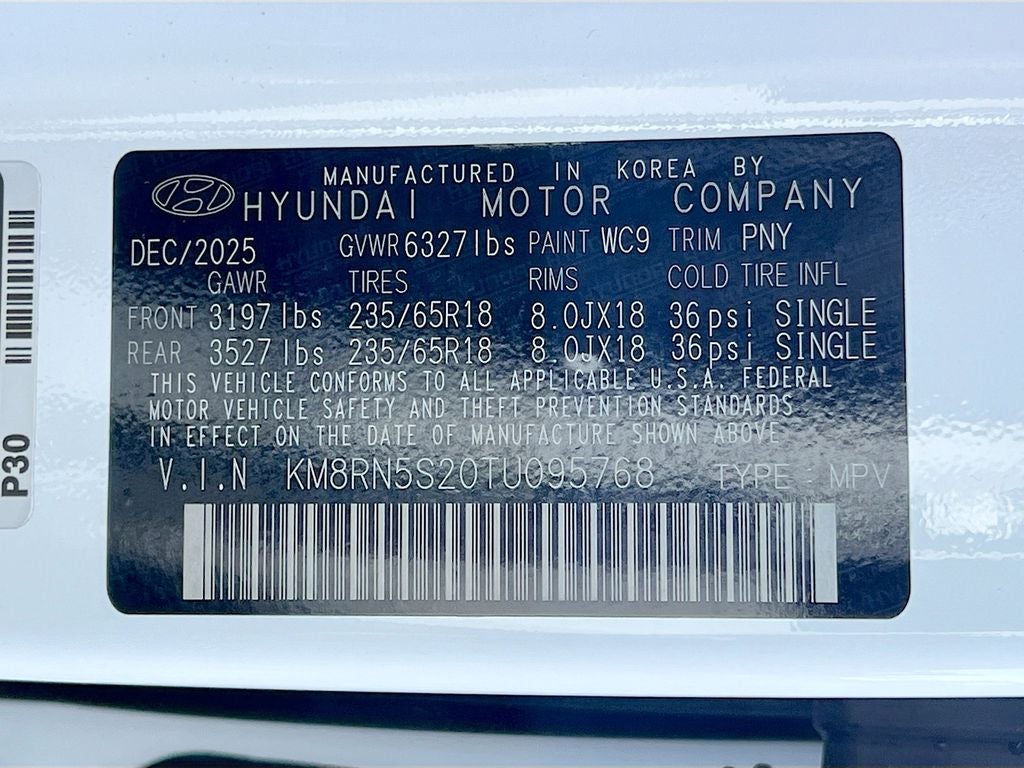 MANUFACTURED IN KOREA BY
HYUNDAI MOTOR COMPANY
DEC/2025 GVWR 6327lbs PAINT WC9 TRIM PNY
GAWR TIRES RIMS COLD TIRE INFL
FRONT 3197lbs 235/65R18 8.0JX18 36psi SINGLE
REAR 3527lbs 235/65R18 8.0JX18 36psi SINGLE
THIS VEHICLE CONFORMS TO ALL APPLICABLE U.S.A. FEDERAL
MOTOR VEHICLE SAFETY AND THEFT PREVENTION STANDARDS
IN EFFECT ON THE DATE OF MANUFACTURE SHOWN ABOVE
V.I.N KM8RN5S20TU095768 TYPE : MPV
P30